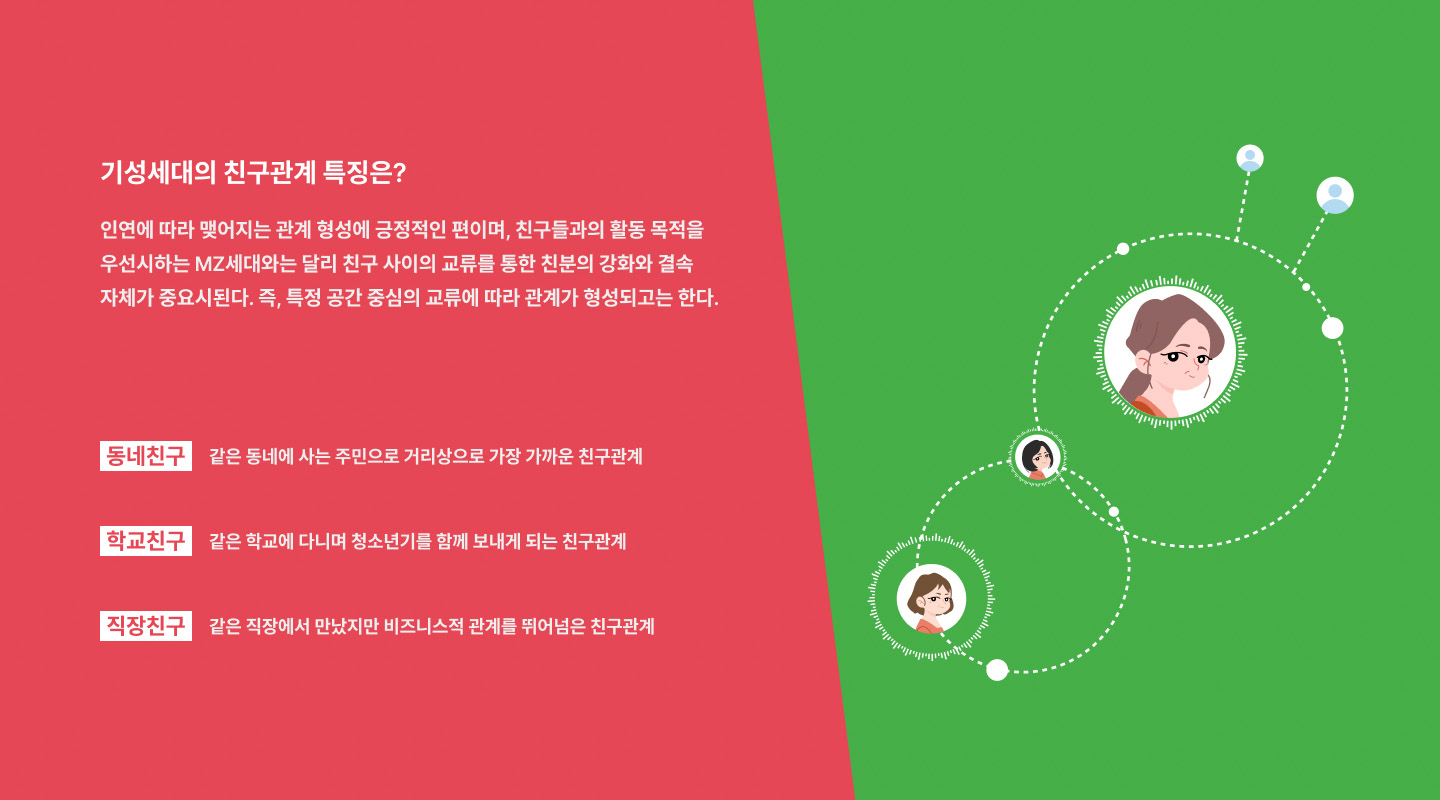 기성세대의 친구관계 특징은?
인연에 따라 맺어지는 관계 형성에 긍정적인 편이며, 친구들과의 활동 목적을
우선시하는 MZ세대와는 달리 친구 사이의 교류를 통한 친분의 강화와 결속
자체가 중요시된다. 즉, 특정 공간 중심의 교류에 따라 관계가 형성되고는 한다.
동네친구 같은 동네에 사는 주민으로 거리상으로 가장 가까운 친구관계
학교친구 같은 학교에 다니며 청소년기를 함께 보내게 되는 친구관계
직장친구 같은 직장에서 만났지만 비즈니스적 관계를 뛰어넘은 친구관계